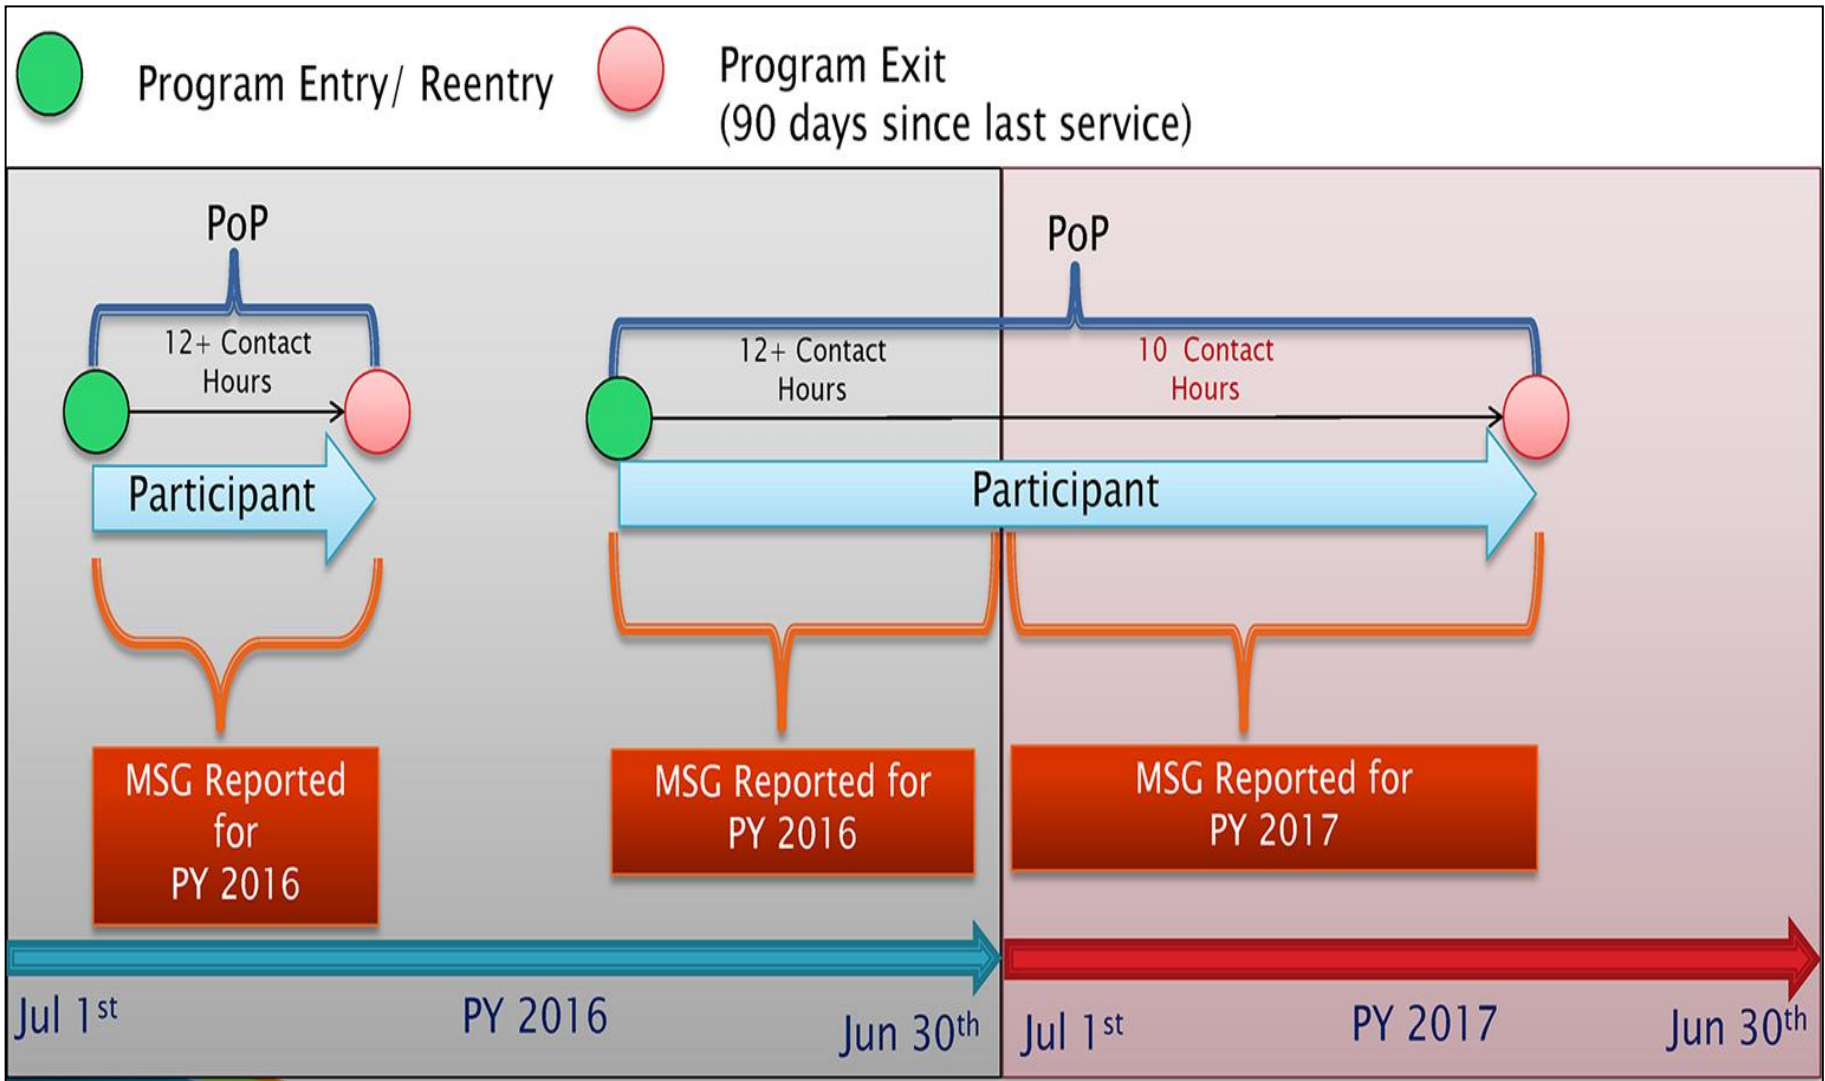 Program Entry/ Reentry
Program Exit
(90 days since last service)
PoP
12+ Contact
Hours
Participant
MSG Reported
for
PY 2016
PoP
12+ Contact
Hours
10 Contact
Hours
Participant
MSG Reported for
PY 2016
MSG Reported for
PY 2017
Jul 1st
PY 2016
Jun 30th
Jul 1st
PY 2017
Jun 30th